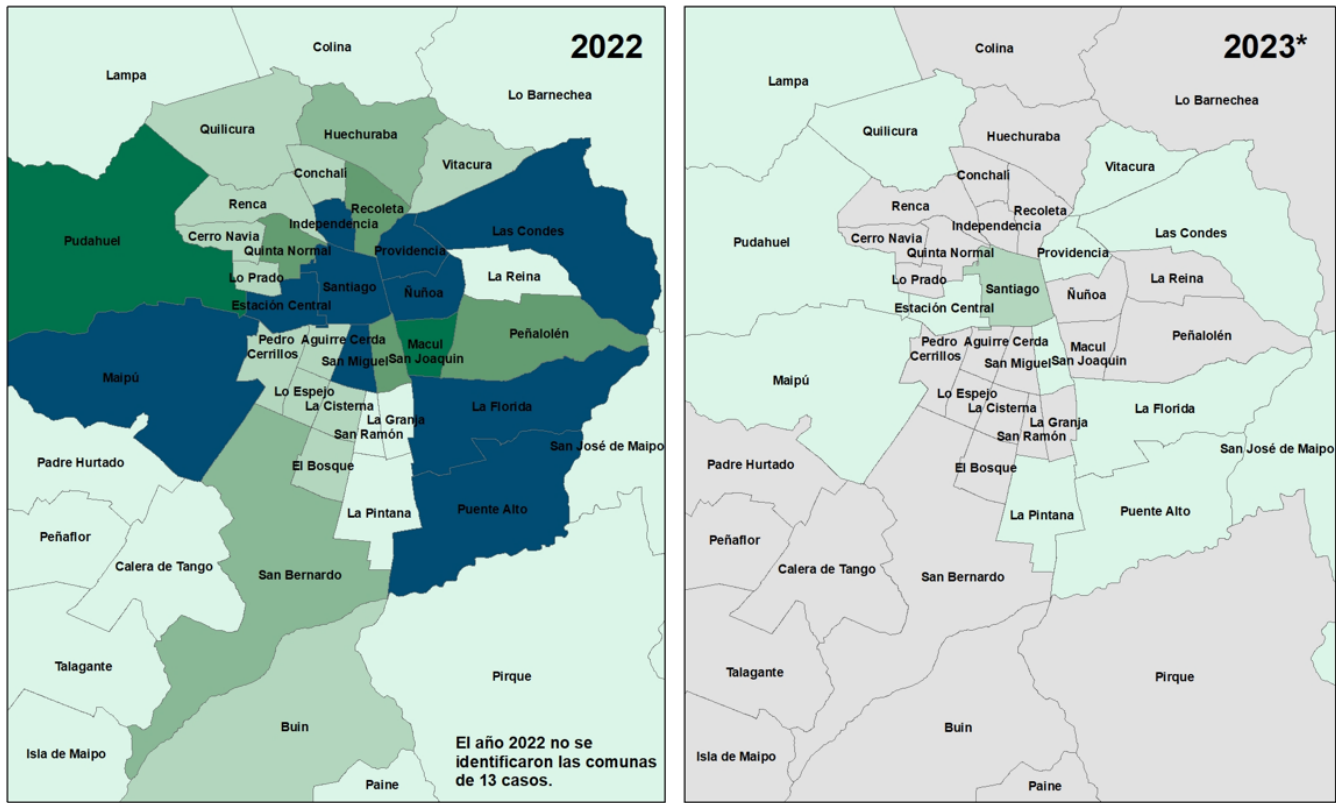 2022
Colina
Lampa
Lo Barnechea
Quilicura
Huechuraba
Vitacura
Conchalí
Renca
Recoleta
Independencia
Cerro Navia
Pudahuel
Quinta Normal
Providencia
Las Condes
Lo Prado
La Reina
Santiago
Ñuñoa
Estación Central
Peñalolén
Pedro Aguirre Cerda
Macul
Cerrillos
San Miguel
San Joaquin
Maipú
Lo Espejo
La Cisterna
La Florida
La Granja
San Ramón
San José de Maipo
Padre Hurtado
El Bosque
Puente Alto
La Pintana
Peñaflor
Calera de Tango
San Bernardo
Talagante
Pirque
Buin
Isla de Maipo
El año 2022 no se
identificaron las comunas
de 13 casos.
Paine
2023*
Colina
Lampa
Lo Barnechea
Quilicura
Huechuraba
Vitacura
Conchalí
Renca
Recoleta
Independencia
Cerro Navia
Pudahuel
Quinta Normal
Providencia
Las Condes
Lo Prado
La Reina
Santiago
Ñuñoa
Estación Central
Peñalolén
Pedro Aguirre Cerda
Macul
Cerrillos
San Miguel
San Joaquin
Maipú
Lo Espejo
La Cisterna
La Florida
La Granja
San Ramón
San José de Maipo
Padre Hurtado
El Bosque
Puente Alto
La Pintana
Peñaflor
Calera de Tango
San Bernardo
Talagante
Pirque
Buin
Isla de Maipo
Paine